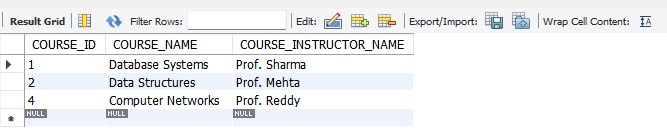 Result Grid Filter Rows: Edit: Export/Import: Wrap Cell Content: IA
COURSE_ID COURSE_NAME COURSE_INSTRUCTOR_NAME
1 Database Systems Prof. Sharma
2 Data Structures Prof. Mehta
4 Computer Networks Prof. Reddy
NULL NULL NULL